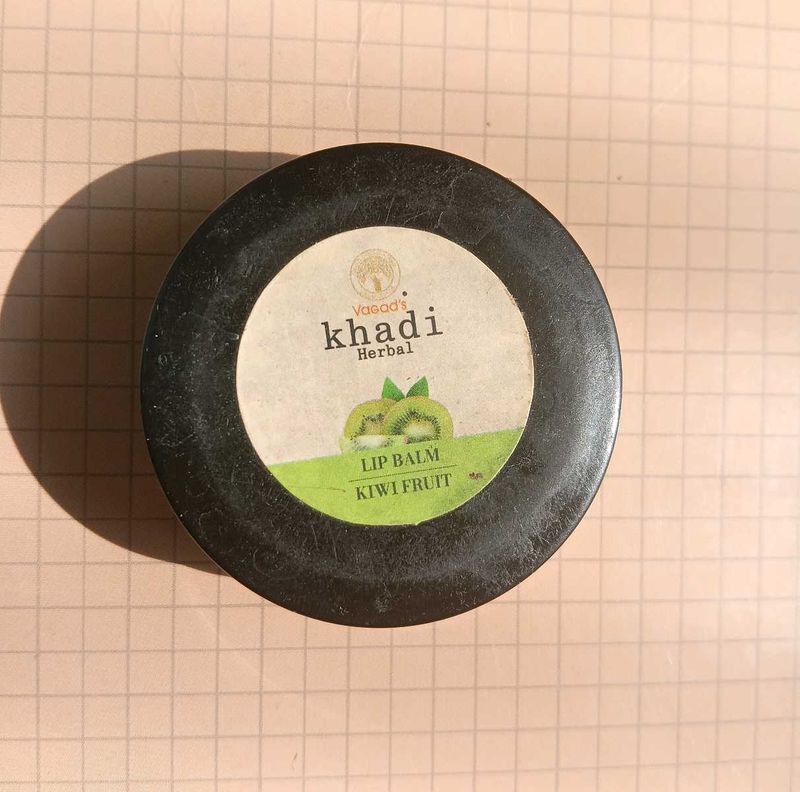 Vagad's
khadi
Herbal
LIP BALM
KIWI FRUIT